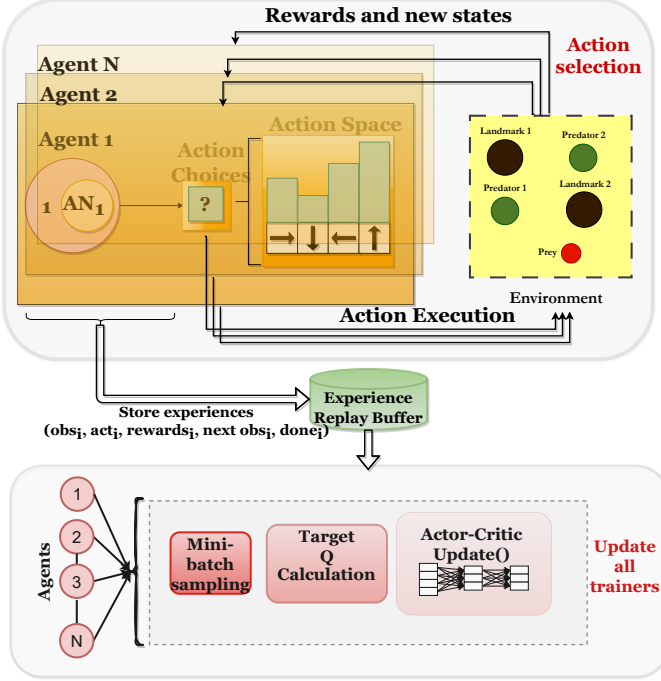 Rewards and new states
Action
selection
Agent N
Agent 2
Agent 1
Action Space
Action
Choices
1
AN1
?
Landmark 1
Predator 2
Predator 1
Landmark 2
Prey
Environment
Action Execution
Store experiences
(obsi, acti, rewardsi, next obsi, donei)
Experience
Replay Buffer
Agents
1
2
3
N
Mini-
batch
sampling
Target
Q
Calculation
Actor-Critic
Update()
Update
all
trainers